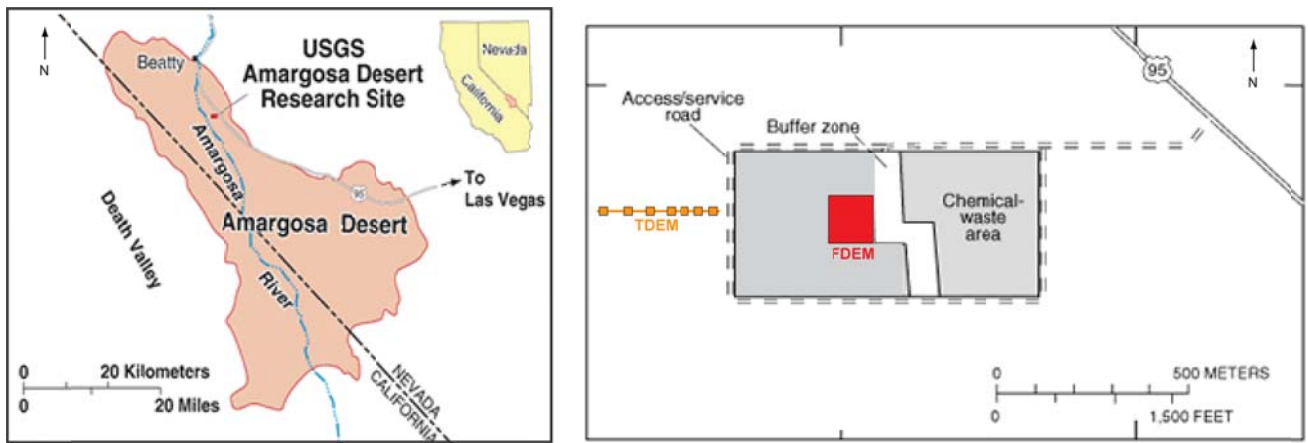 N
Beatty
USGS
Amargosa Desert
Research Site
Nevada
California
Amargosa
95
To
Las Vegas
Death Valley
Amargosa Desert
River
0 20 Kilometers
0 20 Miles
NEVADA
CALIFORNIA
95
N
Access/service
road
Buffer zone
Chemical-
waste
area
TDEM
FDEM
0 500 METERS
0 1,500 FEET